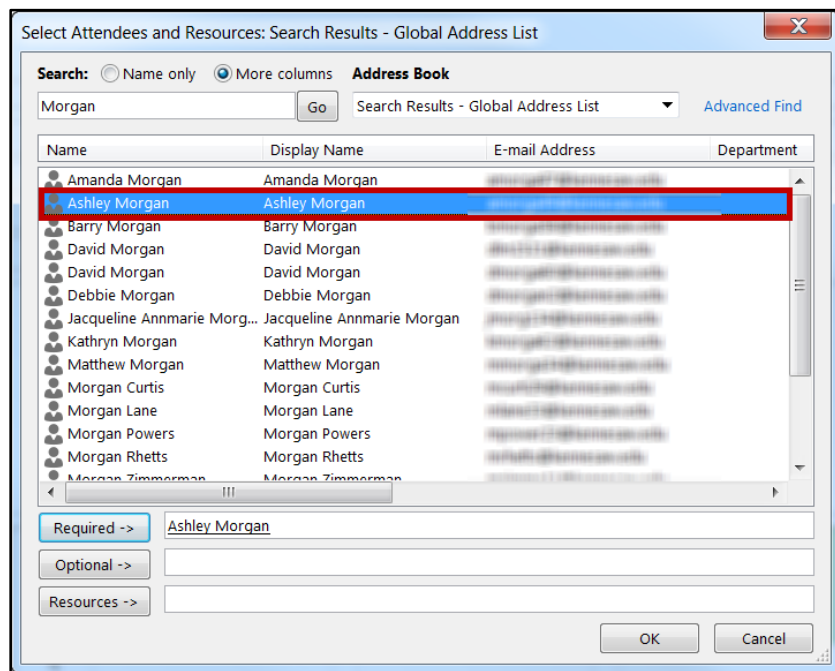 Select Attendees and Resources: Search Results - Global Address List
Search: Name only More columns Address Book
Morgan Go Search Results - Global Address List Advanced Find
Name Display Name E-mail Address Department
Amanda Morgan Amanda Morgan
Ashley Morgan Ashley Morgan
Barry Morgan Barry Morgan
David Morgan David Morgan
David Morgan David Morgan
Debbie Morgan Debbie Morgan
Jacqueline Annmarie Morg... Jacqueline Annmarie Morgan
Kathryn Morgan Kathryn Morgan
Matthew Morgan Matthew Morgan
Morgan Curtis Morgan Curtis
Morgan Lane Morgan Lane
Morgan Powers Morgan Powers
Morgan Rhetts Morgan Rhetts
Morgan Zimmerman Morgan Zimmerman
Required -> Ashley Morgan
Optional ->
Resources ->
OK Cancel